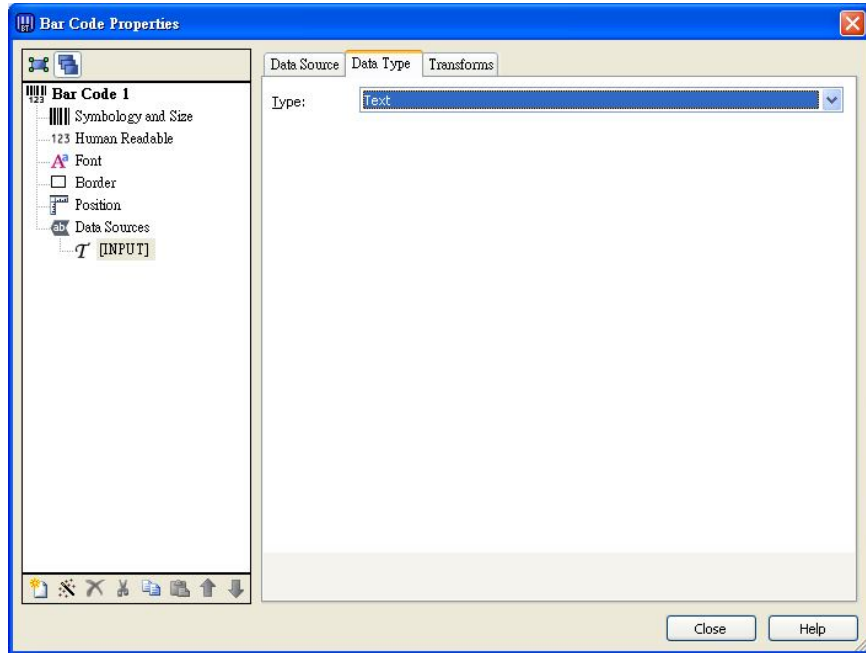 Bar Code Properties
Data Source Data Type Transforms
Bar Code 1
Symbology and Size
123 Human Readable
Font
Border
Position
Data Sources
[INPUT]
Type: Text
Close Help